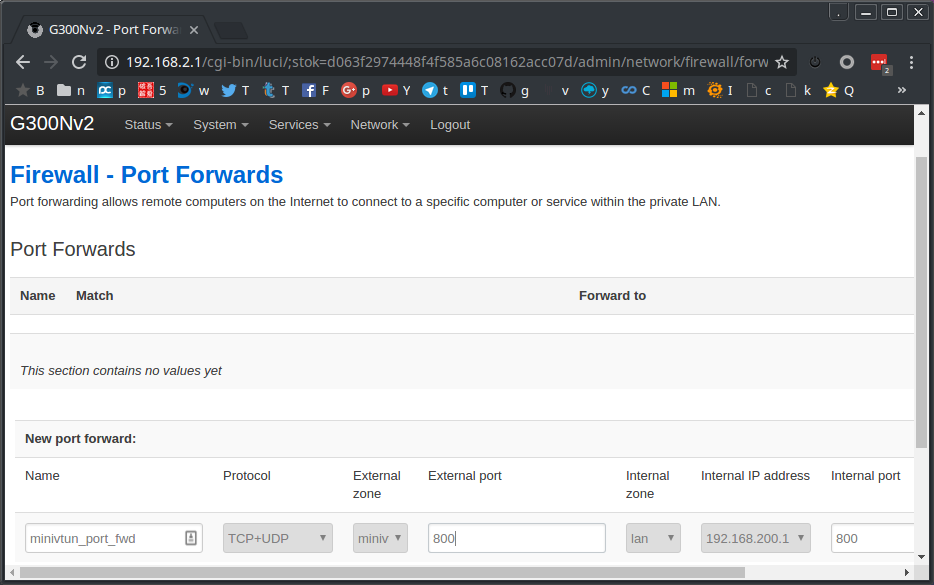 G300Nv2 - Port Forwa
192.168.2.1/cgi-bin/luci/;stok=d063f2974448f4f585a6c08162acc07d/admin/network/firewall/forw
2
B n p 5 w T T F p Y t T g v y C m I c k Q »
G300Nv2 Status System Services Network Logout
Firewall - Port Forwards
Port forwarding allows remote computers on the Internet to connect to a specific computer or service within the private LAN.
Port Forwards
Name Match Forward to
This section contains no values yet
New port forward:
Name Protocol External zone External port Internal zone Internal IP address Internal port
minivtun_port_fwd TCP+UDP miniv 800 lan 192.168.200.1 800